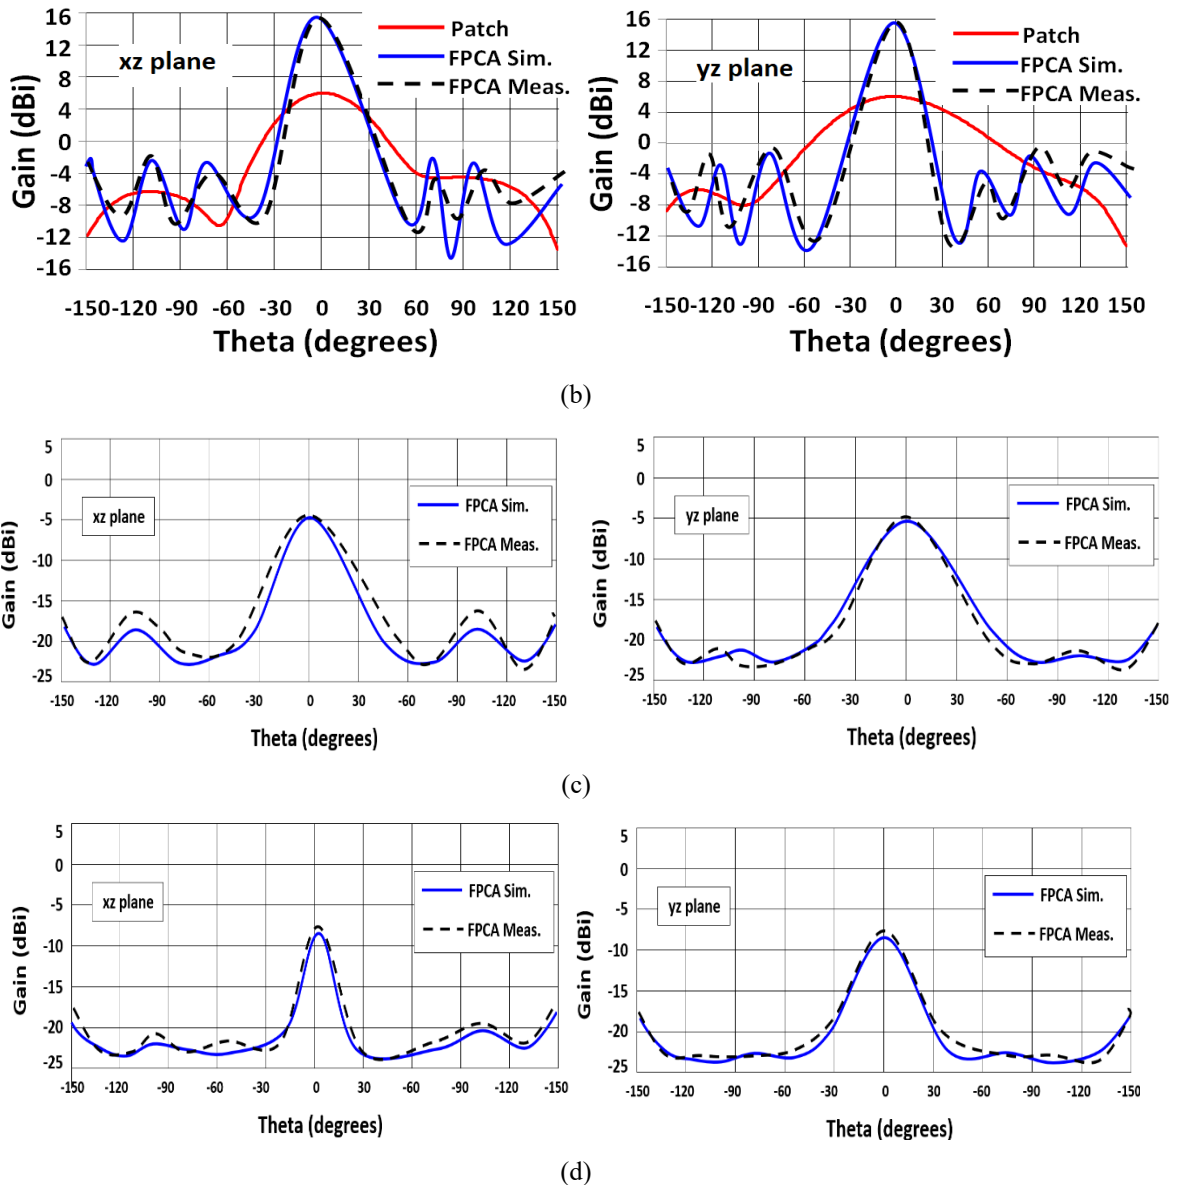 16
12
8
4
0
-4
-8
-12
-16
Gain (dBi)
xz plane
Patch
FPCA Sim.
FPCA Meas.
-150 -120 -90 -60 -30 0 30 60 90 120 150
Theta (degrees)
16
12
8
4
0
-4
-8
-12
-16
Gain (dBi)
yz plane
Patch
FPCA Sim.
FPCA Meas.
-150 -120 -90 -60 -30 0 30 60 90 120 150
Theta (degrees)
(b)
5
0
-5
-10
-15
-20
-25
Gain (dBi)
xz plane
FPCA Sim.
FPCA Meas.
-150 -120 -90 -60 -30 0 30 -60 -90 -120 -150
Theta (degrees)
5
0
-5
-10
-15
-20
-25
Gain (dBi)
yz plane
FPCA Sim.
FPCA Meas.
-150 -120 -90 -60 -30 0 30 -60 -90 -120 -150
Theta (degrees)
(c)
5
0
-5
-10
-15
-20
-25
Gain (dBi)
xz plane
FPCA Sim.
FPCA Meas.
-150 -120 -90 -60 -30 0 30 -60 -90 -120 -150
Theta (degrees)
5
0
-5
-10
-15
-20
-25
Gain (dBi)
yz plane
FPCA Sim.
FPCA Meas.
-150 -120 -90 -60 -30 0 30 -60 -90 -120 -150
Theta (degrees)
(d)